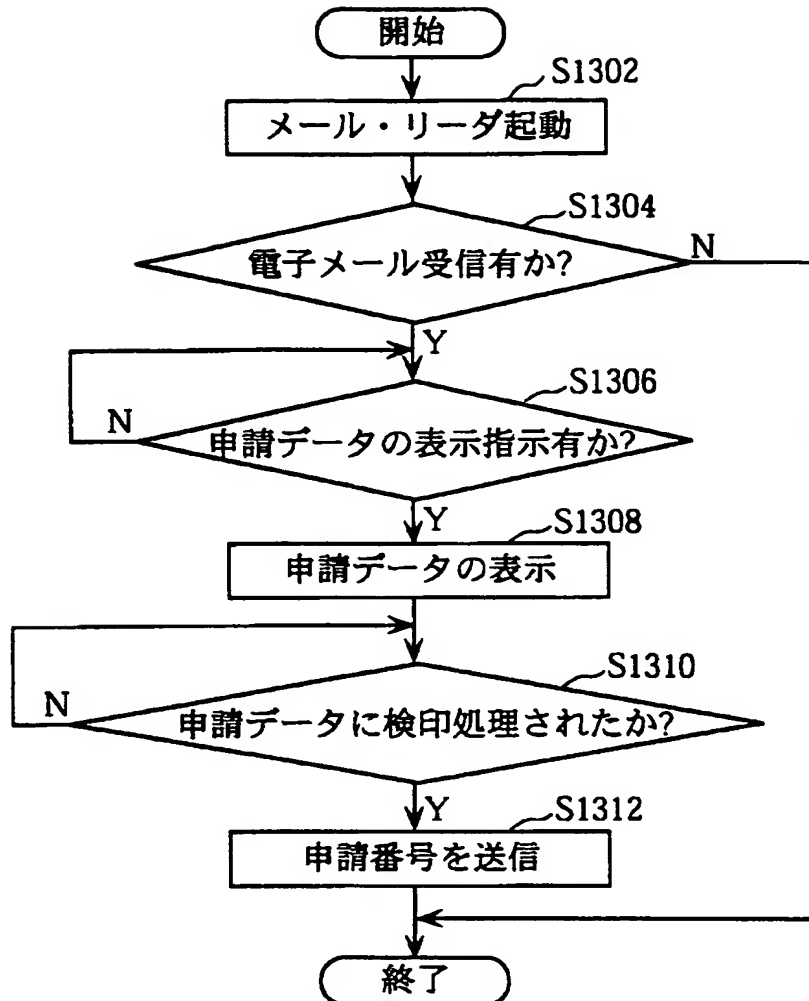 開始
S1302
メール・リーダ起動
S1304
電子メール受信有か?
N
Y
S1306
申請データの表示指示有か?
N
Y
S1308
申請データの表示
S1310
申請データに検印処理されたか?
N
Y
S1312
申請番号を送信
終了